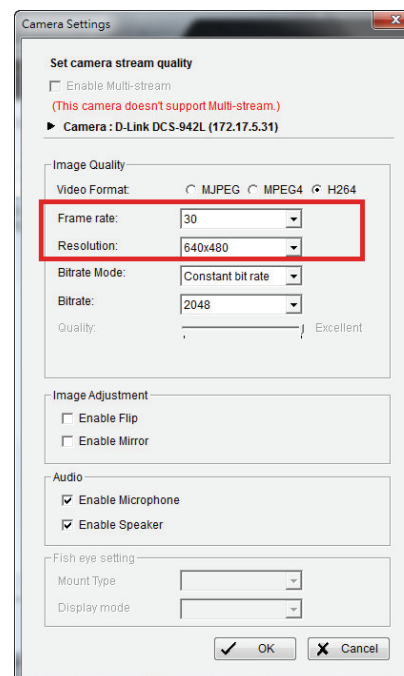 Camera Settings
Set camera stream quality
Enable Multi-stream
(This camera doesn't support Multi-stream.)
Camera : D-Link DCS-942L (172.17.5.31)
Image Quality
Video Format: MJPEG MPEG4 H264
Frame rate: 30
Resolution: 640x480
Bitrate Mode: Constant bit rate
Bitrate: 2048
Quality: Excellent
Image Adjustment
Enable Flip
Enable Mirror
Audio
Enable Microphone
Enable Speaker
Fish eye setting
Mount Type
Display mode
OK Cancel